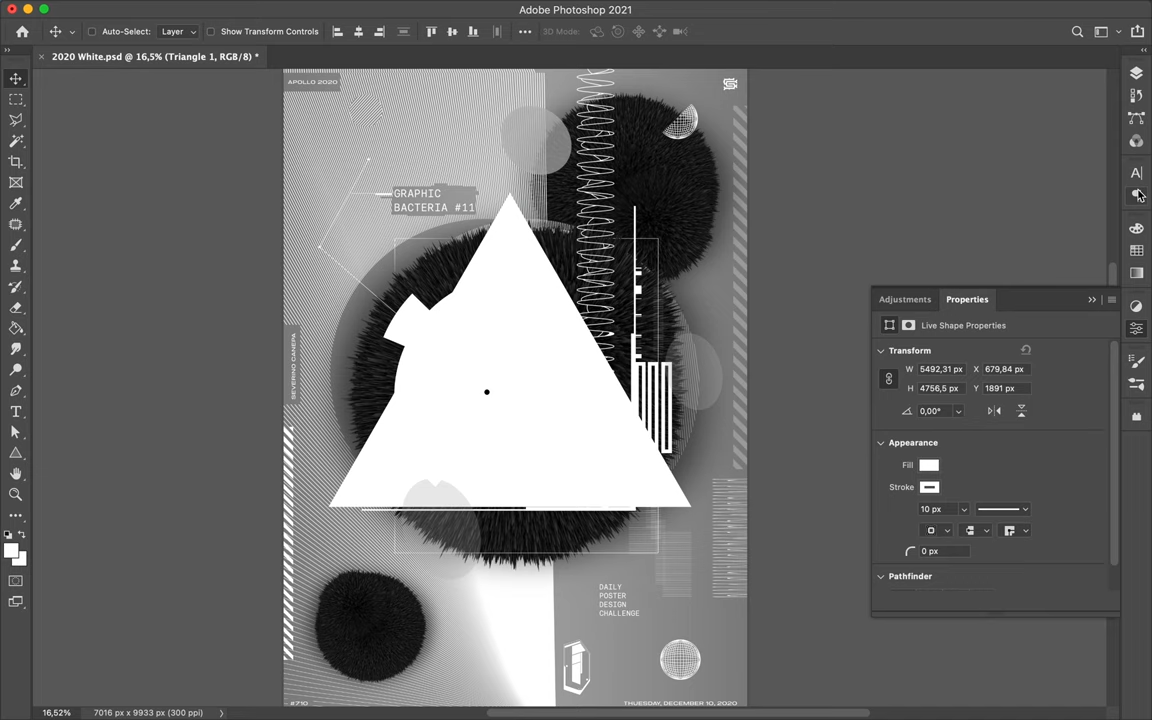 Adobe Photoshop 2021
Auto-Select:
Layer
Show Transform Controls
3D Mode:
2020 White.psd @ 16,5% (Triangle 1, RGB/8) *
APOLLO 2020
GRAPHIC
BACTERIA #11
SEVERINO CANEPA
DAILY
POSTER
DESIGN
CHALLENGE
#710
THUESDAY, DECEMBER 10, 2020
Adjustments
Properties
Live Shape Properties
Transform
W 5492,31 px X 679,84 px
H 4756,5 px Y 1891 px
0,00°
Appearance
Fill
Stroke
10 px
0 px
Pathfinder
16,52%
7016 px x 9933 px (300 ppi)